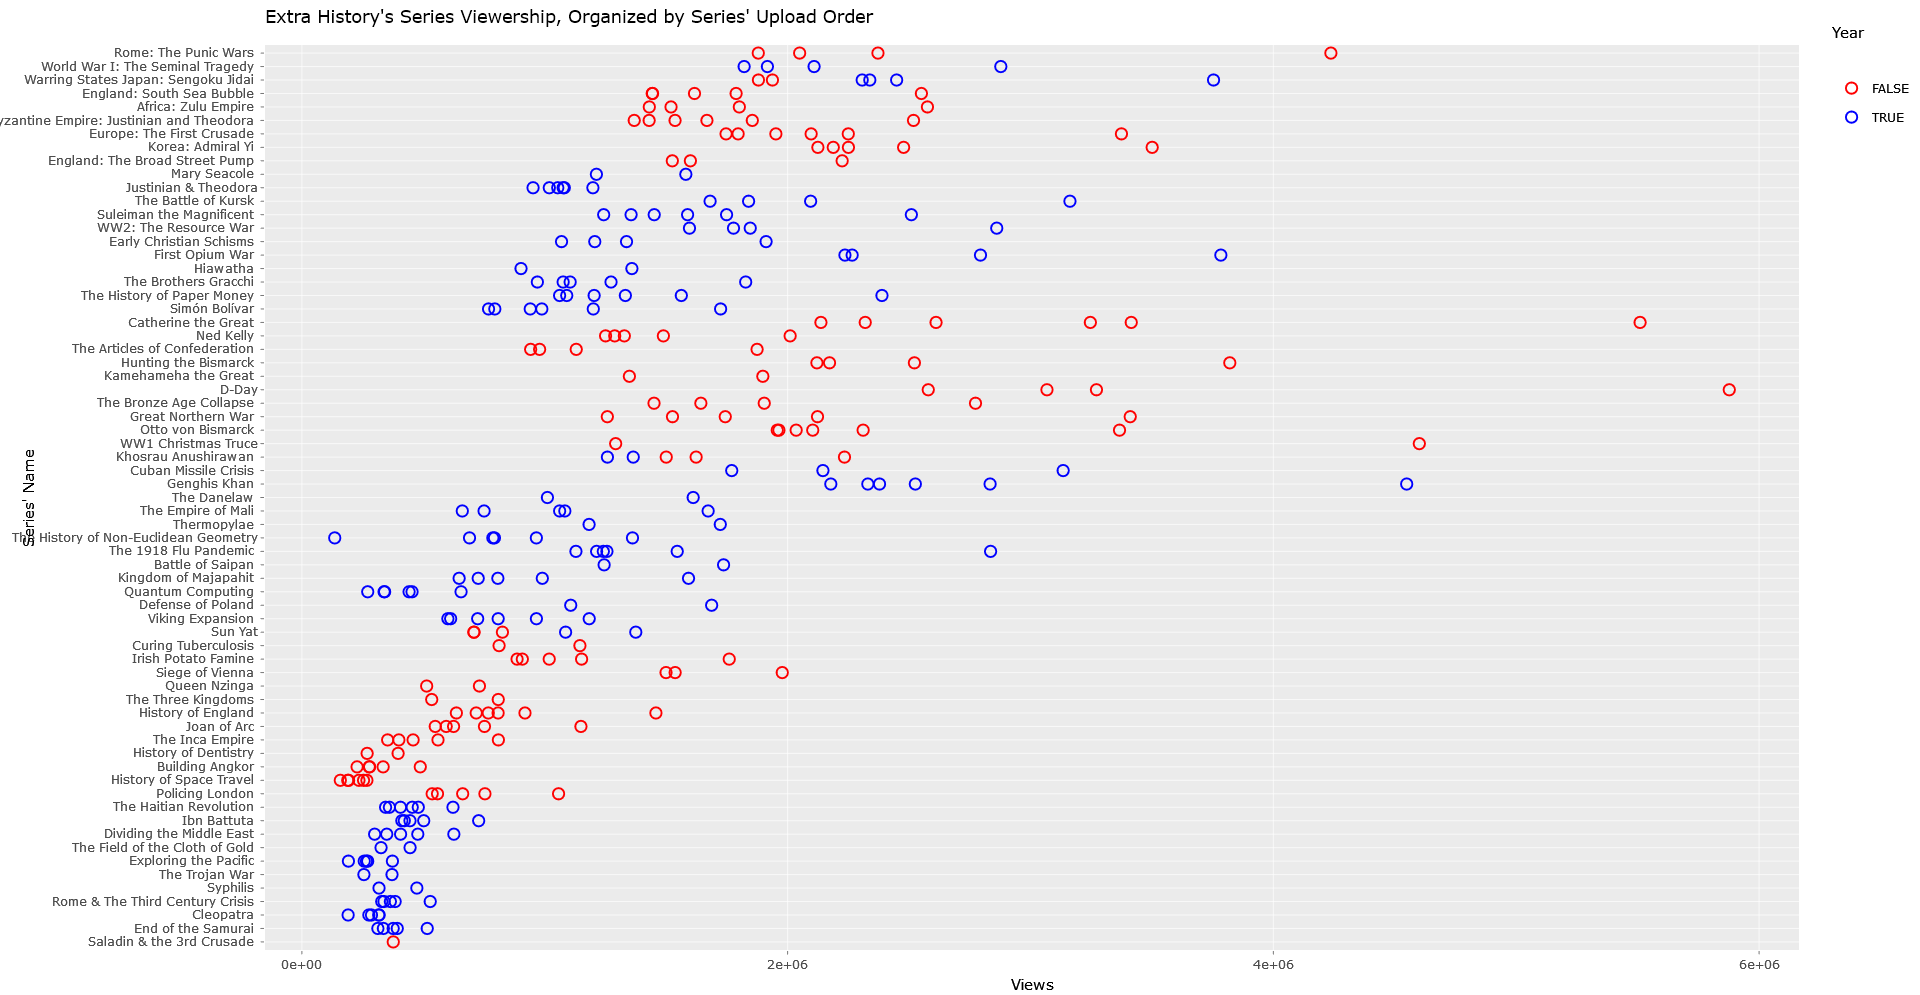 Extra History's Series Viewership, Organized by Series' Upload Order
Year
FALSE
TRUE
Series' Name
Rome: The Punic Wars
World War I: The Seminal Tragedy
Warring States Japan: Sengoku Jidai
England: South Sea Bubble
Africa: Zulu Empire
yzantine Empire: Justinian and Theodora
Europe: The First Crusade
Korea: Admiral Yi
England: The Broad Street Pump
Mary Seacole
Justinian & Theodora
The Battle of Kursk
Suleiman the Magnificent
WW2: The Resource War
Early Christian Schisms
First Opium War
Hiawatha
The Brothers Gracchi
The History of Paper Money
Simón Bolívar
Catherine the Great
Ned Kelly
The Articles of Confederation
Hunting the Bismarck
Kamehameha the Great
D-Day
The Bronze Age Collapse
Great Northern War
Otto von Bismarck
WW1 Christmas Truce
Khosrau Anushirawan
Cuban Missile Crisis
Genghis Khan
The Danelaw
The Empire of Mali
Thermopylae
The History of Non-Euclidean Geometry
The 1918 Flu Pandemic
Battle of Saipan
Kingdom of Majapahit
Quantum Computing
Defense of Poland
Viking Expansion
Sun Yat
Curing Tuberculosis
Irish Potato Famine
Siege of Vienna
Queen Nzinga
The Three Kingdoms
History of England
Joan of Arc
The Inca Empire
History of Dentistry
Building Angkor
History of Space Travel
Policing London
The Haitian Revolution
Ibn Battuta
Dividing the Middle East
The Field of the Cloth of Gold
Exploring the Pacific
The Trojan War
Syphilis
Rome & The Third Century Crisis
Cleopatra
End of the Samurai
Saladin & the 3rd Crusade
0e+00 2e+06 4e+06 6e+06
Views